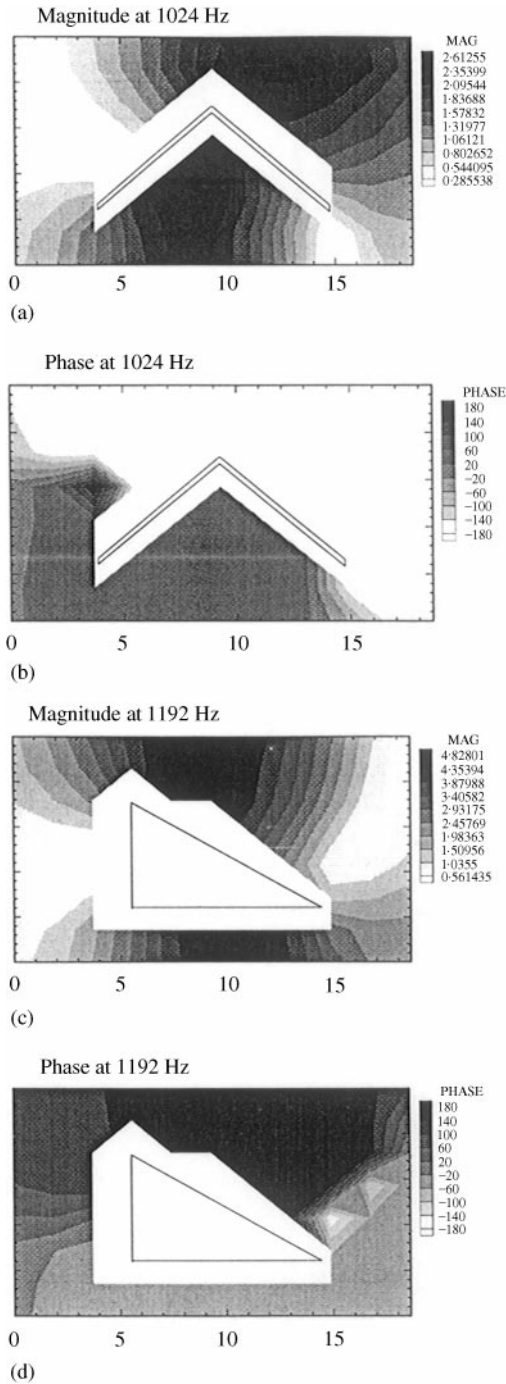 Magnitude at 1024 Hz
MAG
2·61255
2·35399
2·09544
1·83688
1·57832
1·31977
1·06121
0·802652
0·544095
0·285538
0 5 10 15
(a)
Phase at 1024 Hz
PHASE
180
140
100
60
20
−20
−60
−100
−140
−180
0 5 10 15
(b)
Magnitude at 1192 Hz
MAG
4·82801
4·35394
3·87988
3·40582
2·93175
2·45769
1·98363
1·50956
1·0355
0·561435
0 5 10 15
(c)
Phase at 1192 Hz
PHASE
180
140
100
60
20
−20
−60
−100
−140
−180
0 5 10 15
(d)